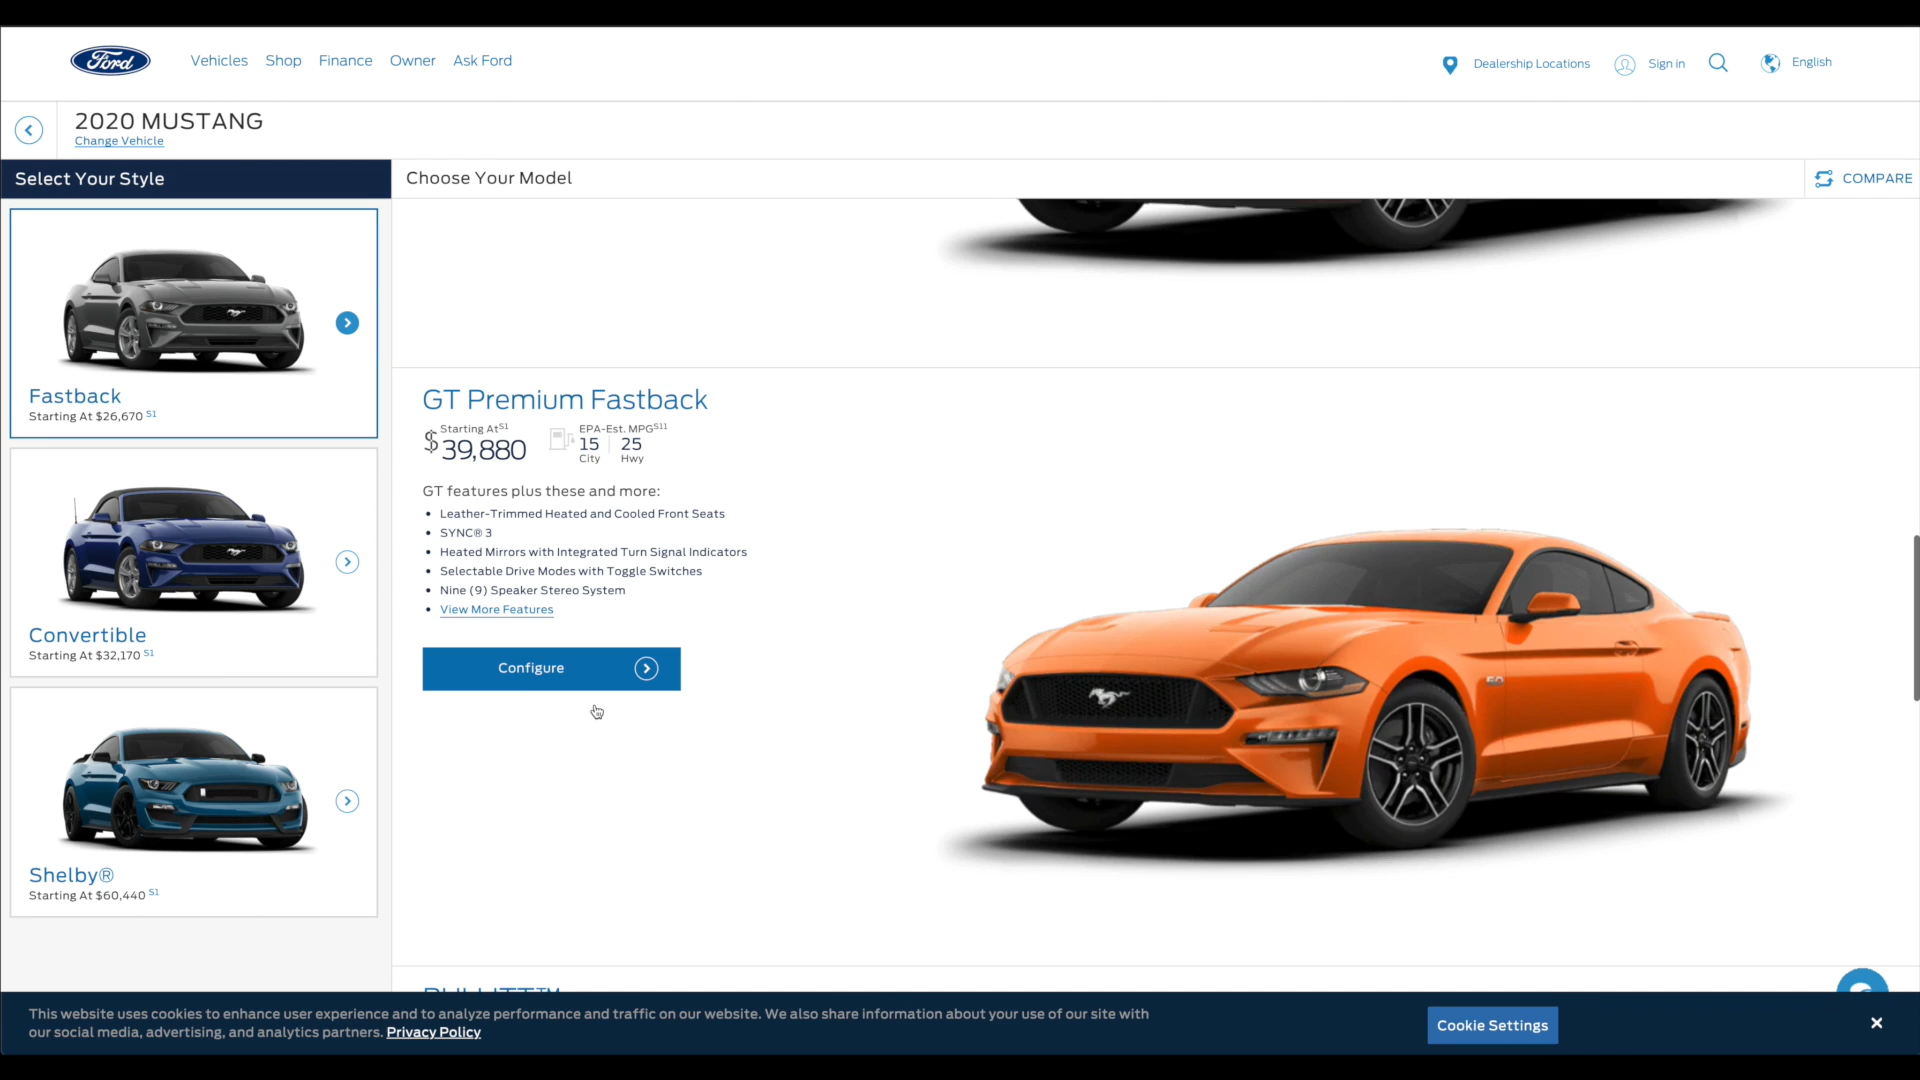 Ford
Vehicles Shop Finance Owner Ask Ford
Dealership Locations Sign in English
2020 MUSTANG
Change Vehicle
Select Your Style
Choose Your Model
COMPARE
Fastback
Starting At $26,670 S1
Convertible
Starting At $32,170 S1
Shelby®
Starting At $60,440 S1
GT Premium Fastback
Starting At S1
$39,880
EPA-Est. MPG S11
15 25
City Hwy
GT features plus these and more:
• Leather-Trimmed Heated and Cooled Front Seats
• SYNC® 3
• Heated Mirrors with Integrated Turn Signal Indicators
• Selectable Drive Modes with Toggle Switches
• Nine (9) Speaker Stereo System
• View More Features
Configure
5.0
This website uses cookies to enhance user experience and to analyze performance and traffic on our website. We also share information about your use of our site with
our social media, advertising, and analytics partners. Privacy Policy
Cookie Settings